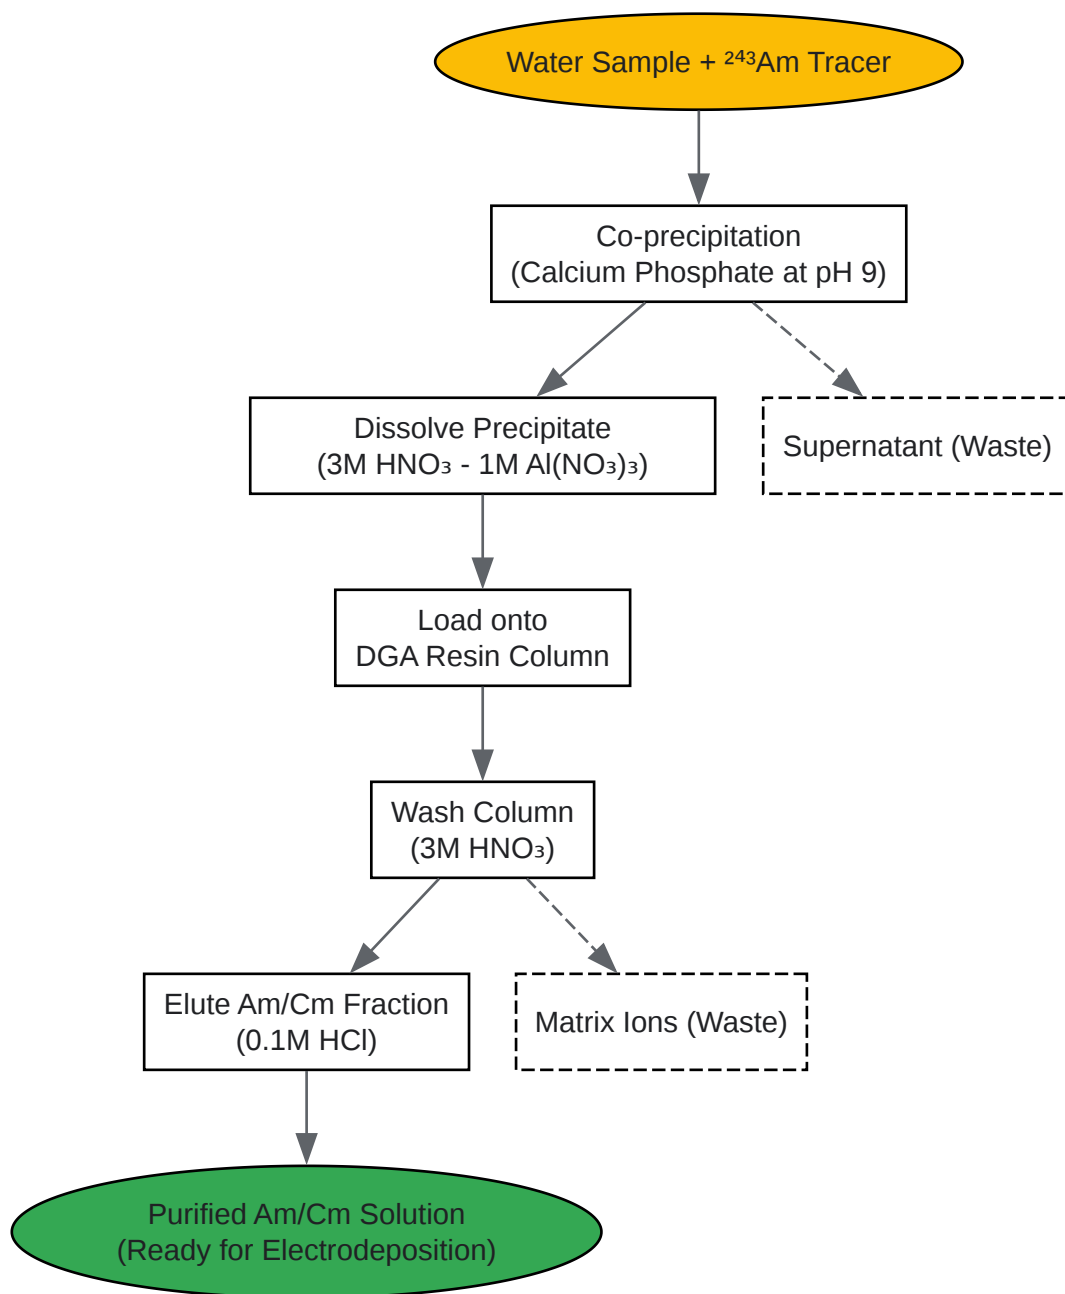 Water Sample + ²⁴³Am Tracer
Co-precipitation
(Calcium Phosphate at pH 9)
Dissolve Precipitate
(3M HNO₃ - 1M Al(NO₃)₃)
Supernatant (Waste)
Load onto
DGA Resin Column
Wash Column
(3M HNO₃)
Elute Am/Cm Fraction
(0.1M HCl)
Matrix Ions (Waste)
Purified Am/Cm Solution
(Ready for Electrodeposition)